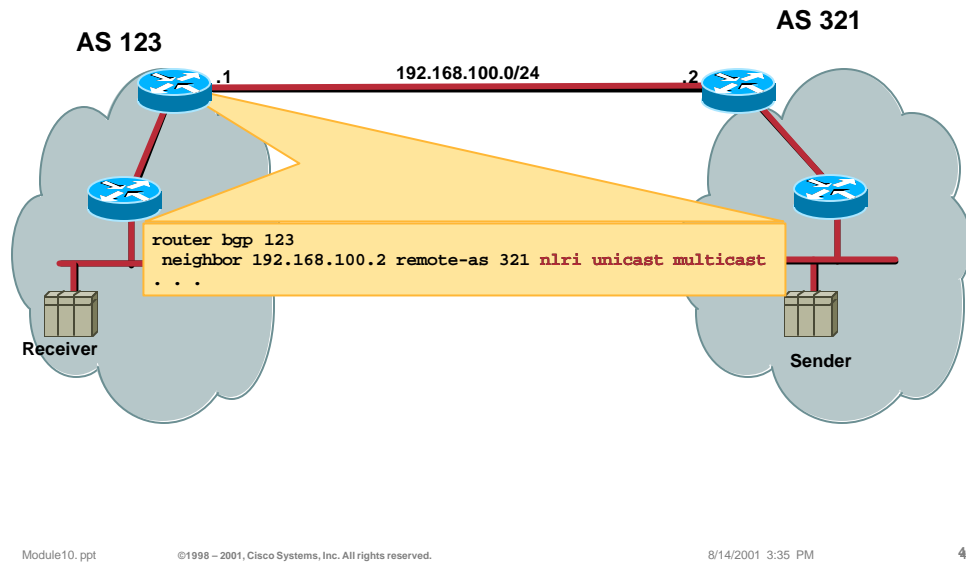 AS 321
AS 123
192.168.100.0/24
.1
.2
router bgp 123
neighbor 192.168.100.2 remote-as 321 nlri unicast multicast
. . .
Receiver
Sender
Module10. ppt
©1998 – 2001, Cisco Systems, Inc. All rights reserved.
8/14/2001 3:35 PM
4